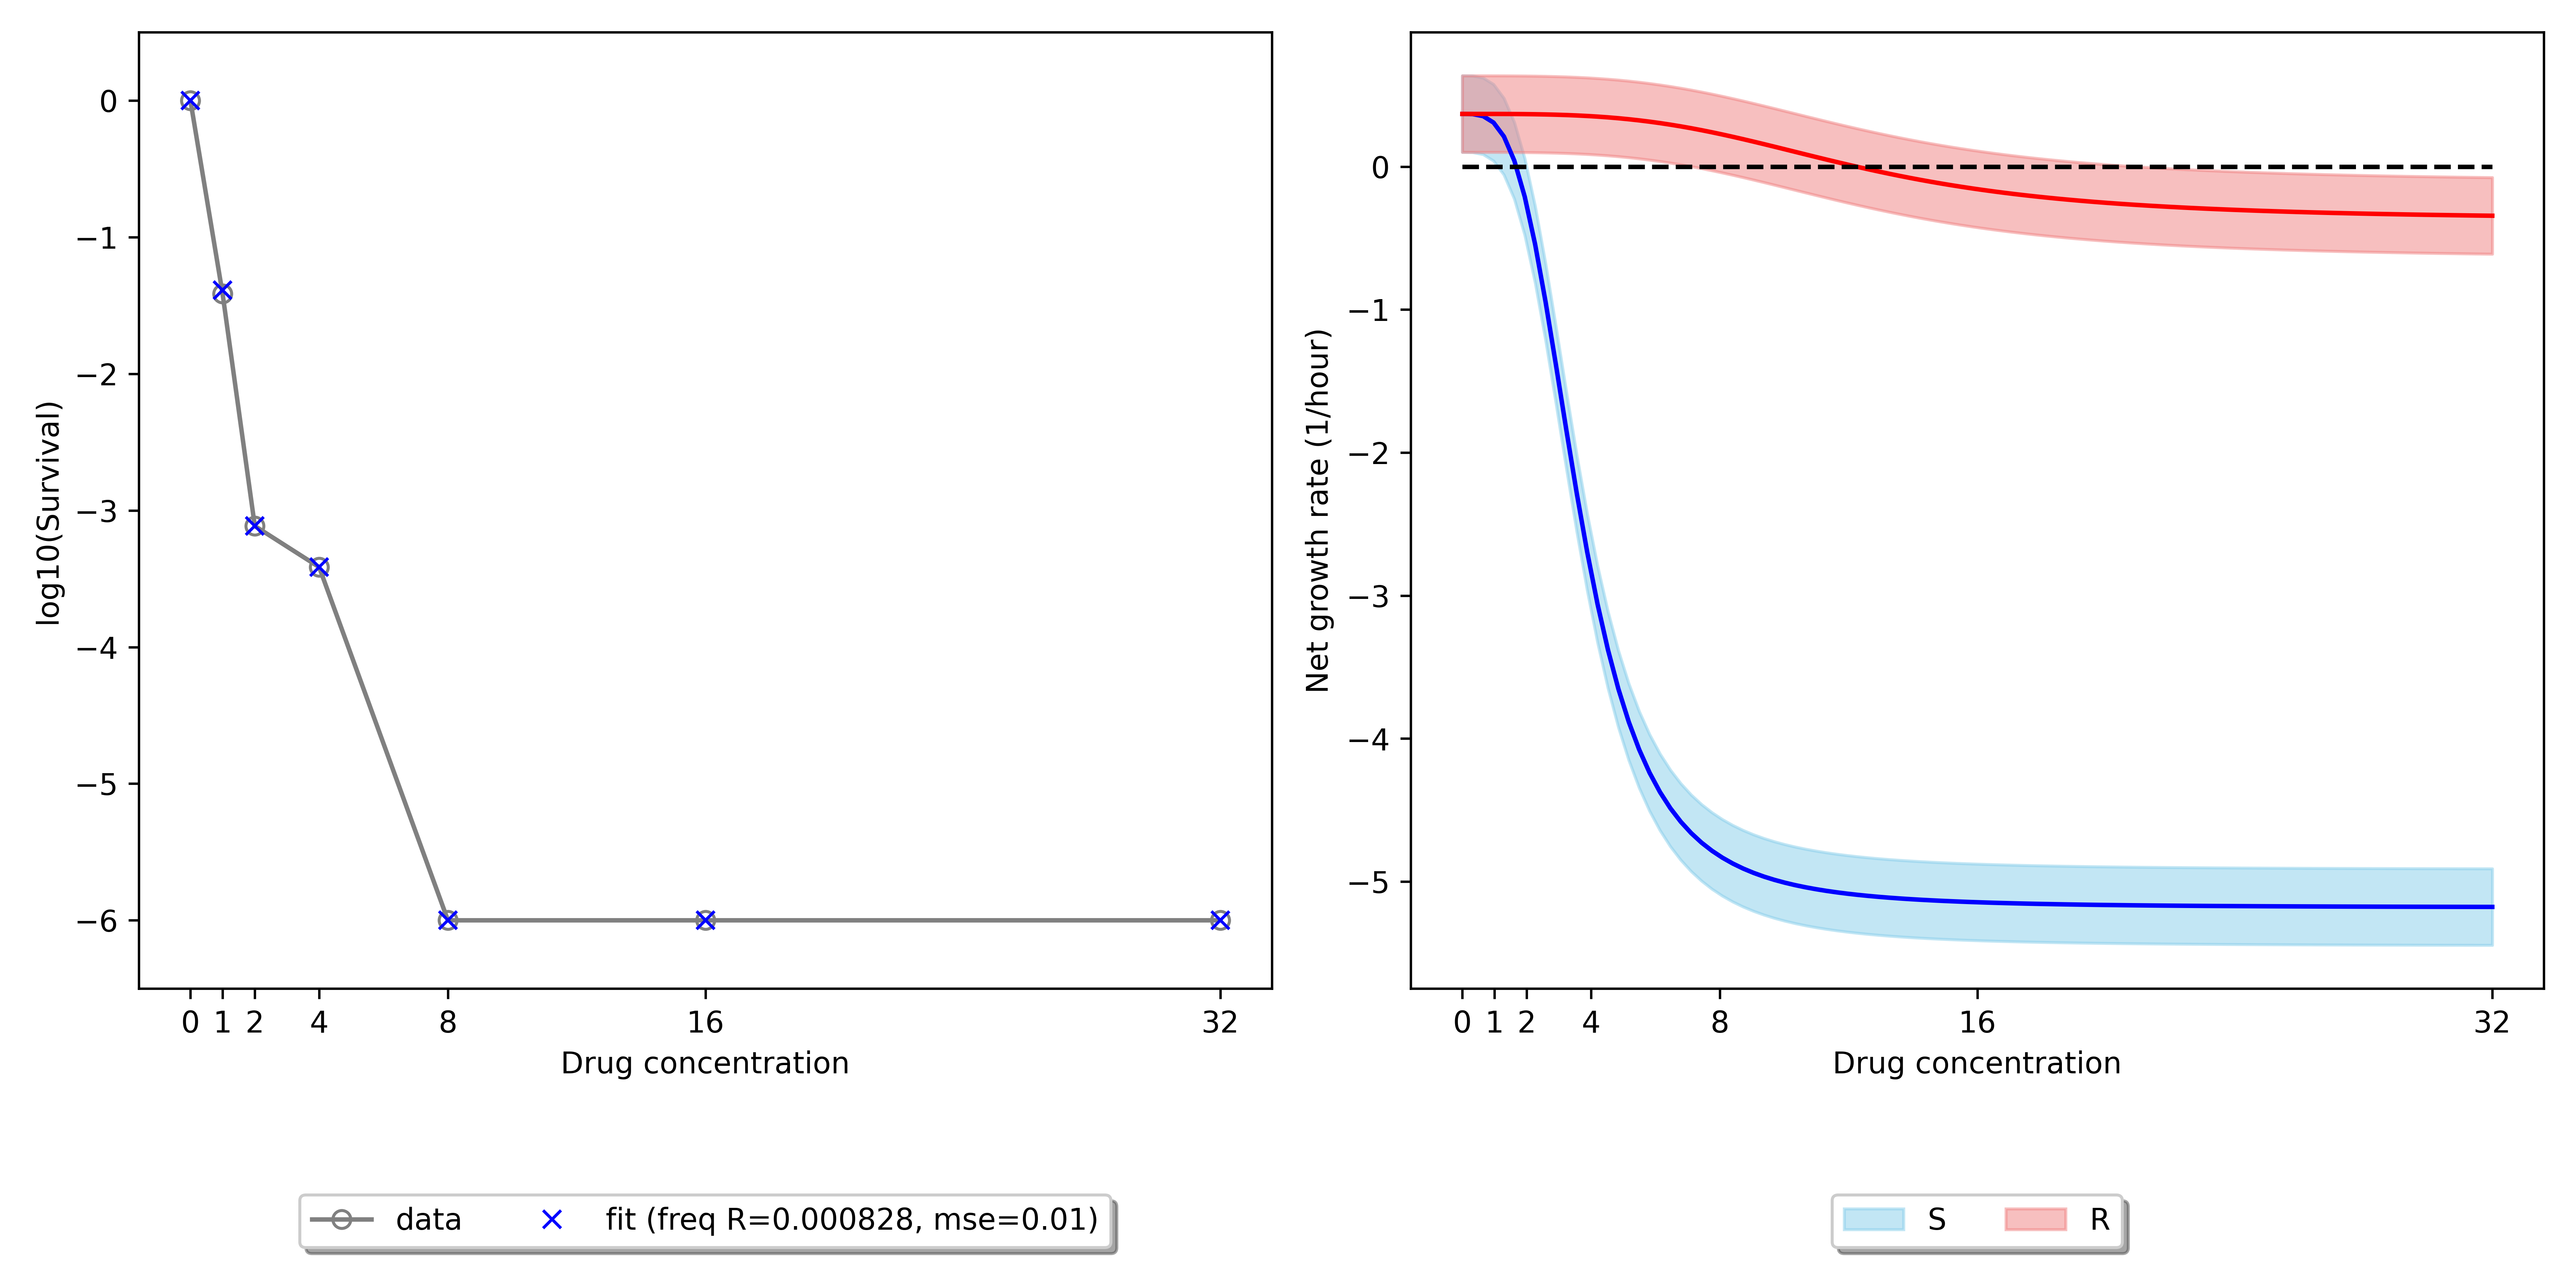 0
−1
−2
−3
−4
−5
−6
log10(Survival)
0 1 2 4 8 16 32
Drug concentration
data fit (freq R=0.000828, mse=0.01)
0
−1
−2
−3
−4
−5
Net growth rate (1/hour)
0 1 2 4 8 16 32
Drug concentration
S R